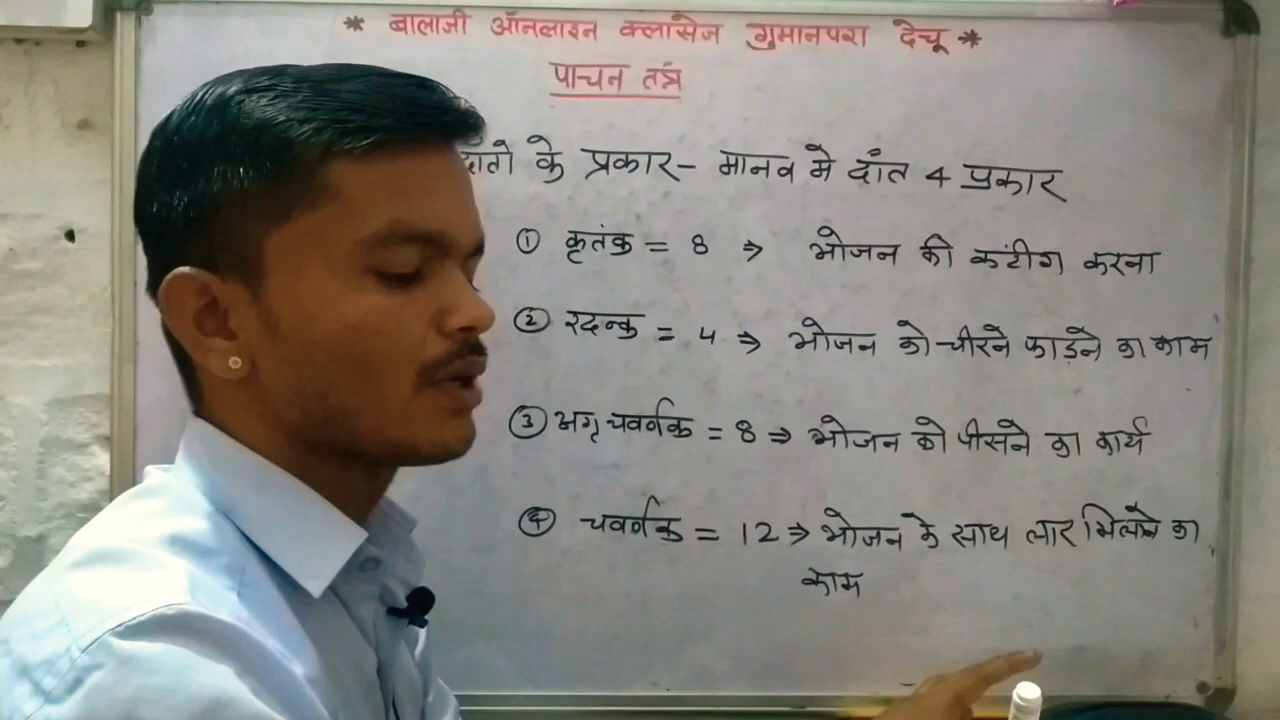 * बालाजी ऑनलाइन क्लासेज गुमानपुरा देचू *
पाचन तंत्र
दातो के प्रकार- मानव मे दाँत 4 प्रकार
① कृतंक = 8 ⇒ भोजन की कटींग करना
② रदनक = 4 ⇒ भोजन को चीरने फाड़ने का काम
③ अगृचवर्णक = 8 ⇒ भोजन को पीसने का कार्य
④ चवर्णक = 12 ⇒ भोजन के साथ लार मिलाने का
काम